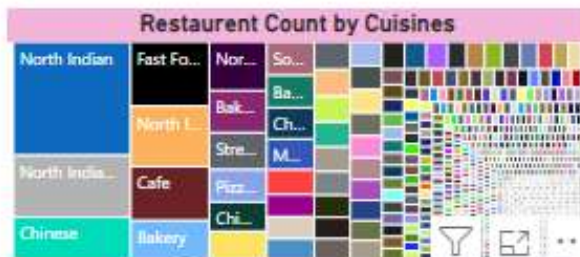 Restaurent Count by Cuisines
North Indian
North India...
Chinese
Fast Fo...
North I...
Cafe
Bakery
Nor...
Bak...
Stre...
Pizz...
Chi...
So...
Ba...
Ch...
M...